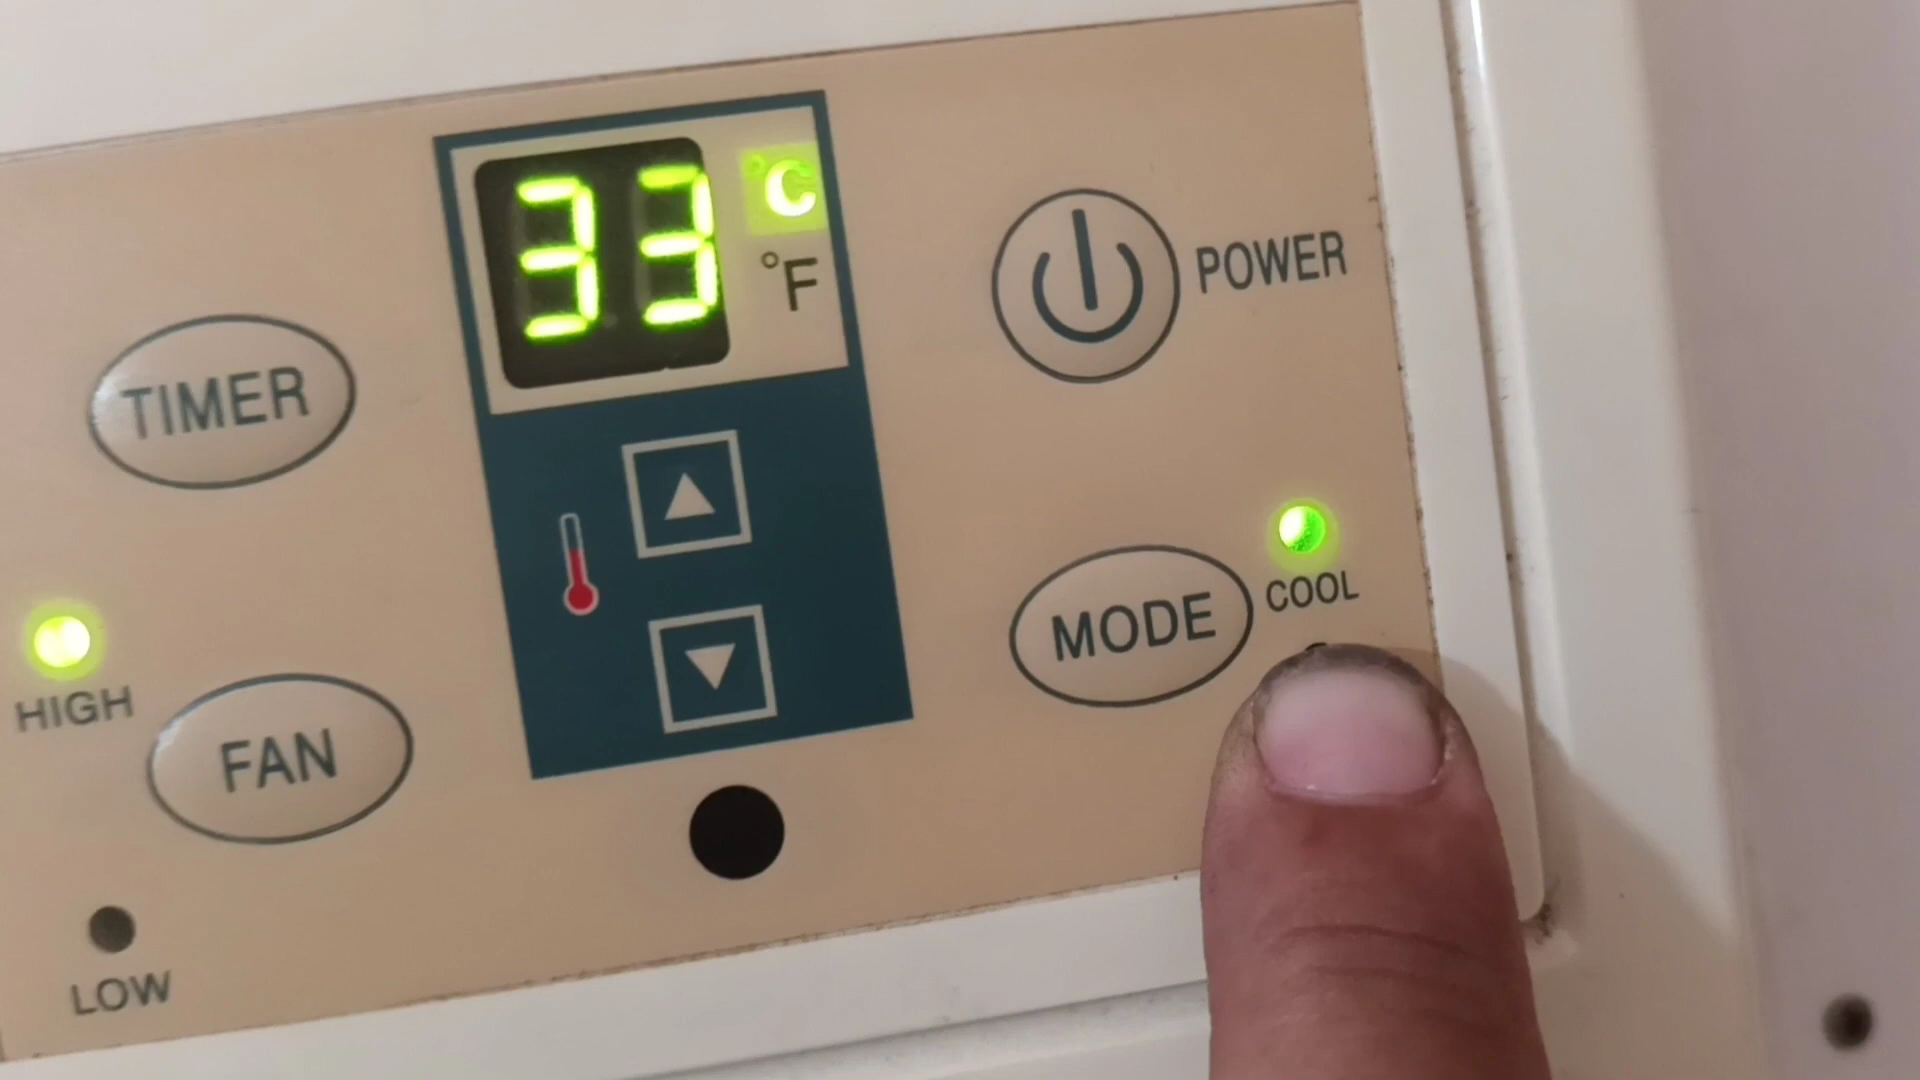 33 °C
°F
POWER
TIMER
COOL
MODE
HIGH
FAN
LOW